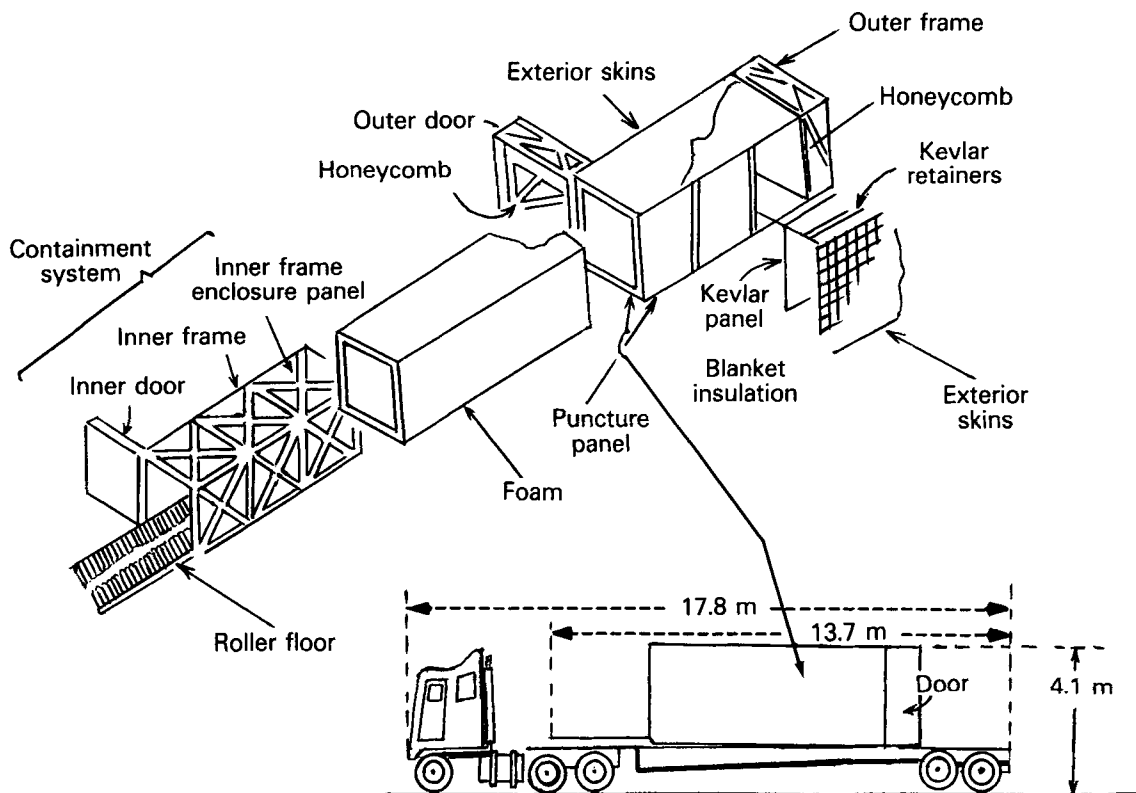 Outer frame
Exterior skins
Honeycomb
Outer door
Kevlar
retainers
Honeycomb
Containment
system
Inner frame
enclosure panel
Kevlar
panel
Inner frame
Blanket
insulation
Inner door
Puncture
panel
Exterior
skins
Foam
Roller floor
17.8 m
13.7 m
Door
4.1 m